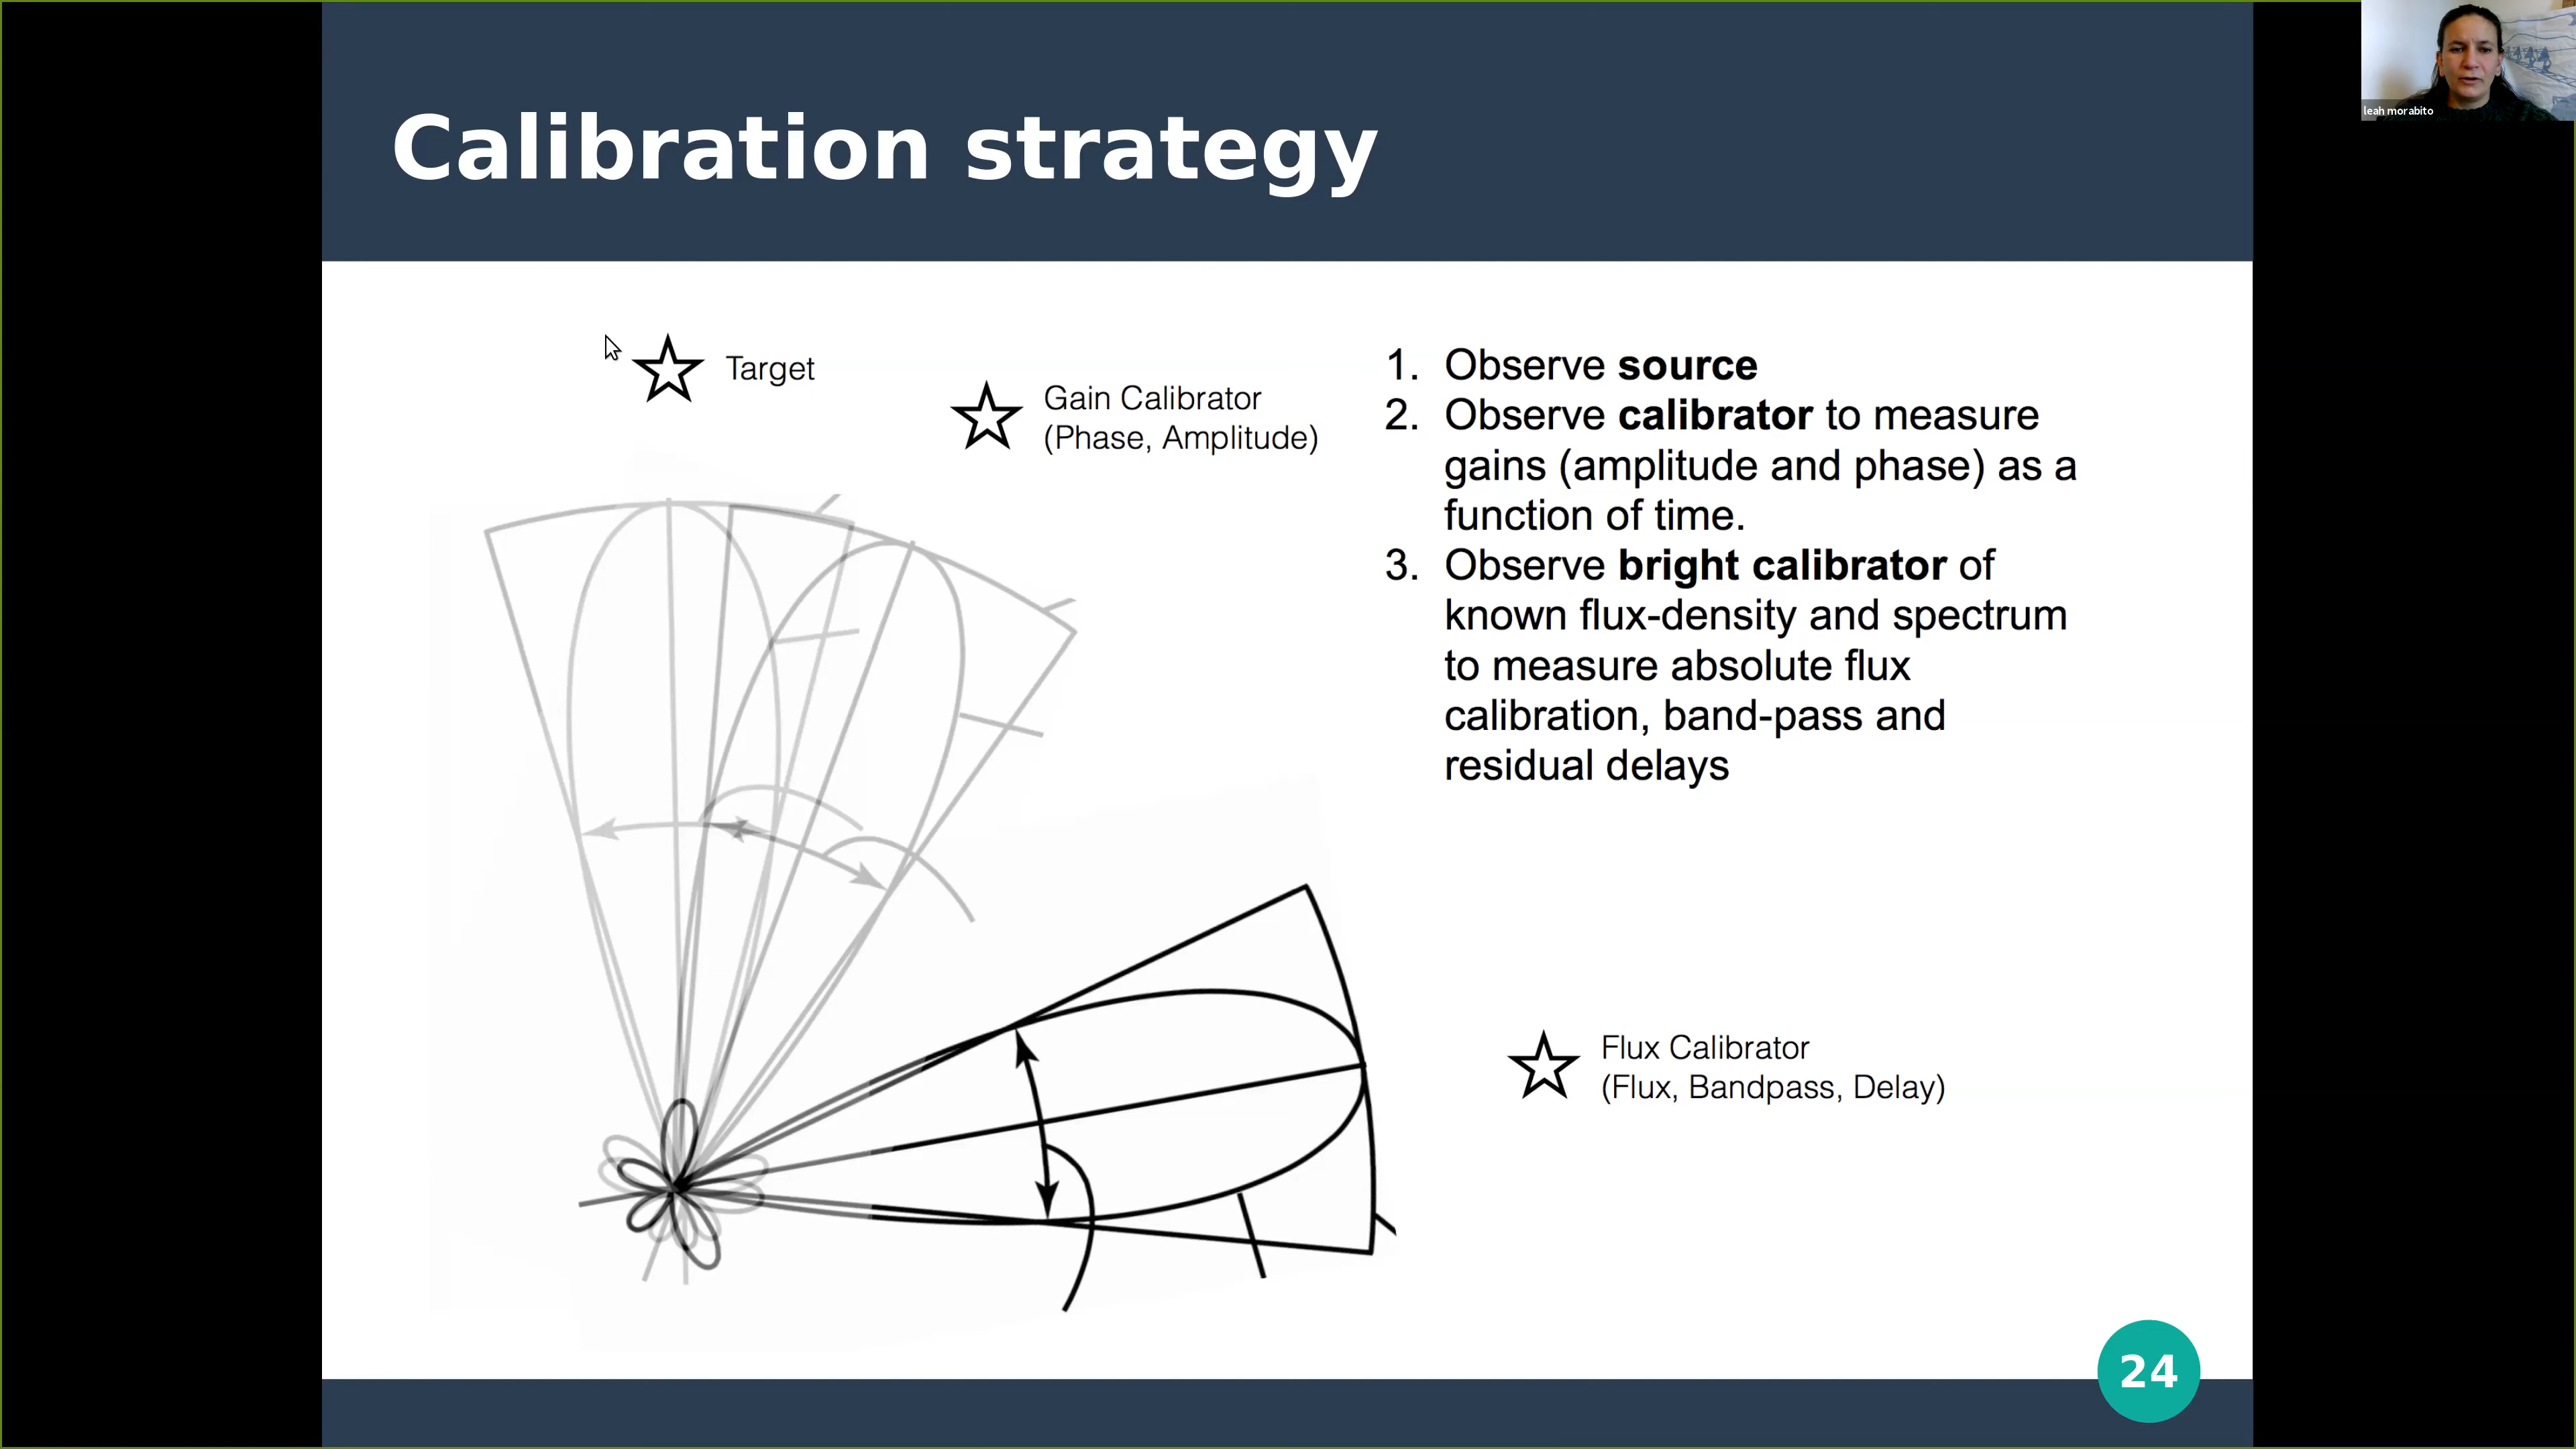 leah morabito
Calibration strategy
Target
Gain Calibrator
(Phase, Amplitude)
1. Observe source
2. Observe calibrator to measure
gains (amplitude and phase) as a
function of time.
3. Observe bright calibrator of
known flux-density and spectrum
to measure absolute flux
calibration, band-pass and
residual delays
Flux Calibrator
(Flux, Bandpass, Delay)
24